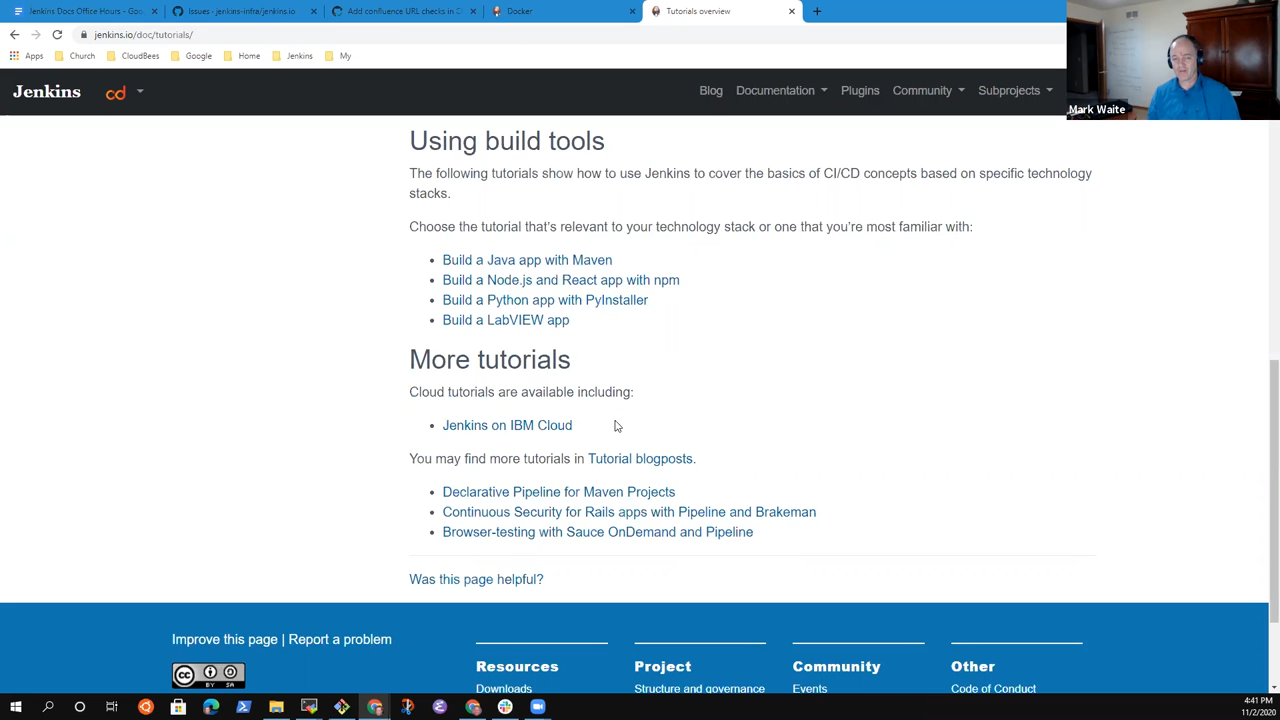 Jenkins Docs Office Hours - Goo
Issues · jenkins-infra/jenkins.io
Add confluence URL checks in
Docker
Tutorials overview
jenkins.io/doc/tutorials/
Apps
Church
CloudBees
Google
Home
Jenkins
My
Jenkins
cd
Blog
Documentation
Plugins
Community
Subprojects
Mark Waite
Using build tools
The following tutorials show how to use Jenkins to cover the basics of CI/CD concepts based on specific technology
stacks.
Choose the tutorial that's relevant to your technology stack or one that you're most familiar with:
Build a Java app with Maven
Build a Node.js and React app with npm
Build a Python app with PyInstaller
Build a LabVIEW app
More tutorials
Cloud tutorials are available including:
Jenkins on IBM Cloud
You may find more tutorials in Tutorial blogposts.
Declarative Pipeline for Maven Projects
Continuous Security for Rails apps with Pipeline and Brakeman
Browser-testing with Sauce OnDemand and Pipeline
Was this page helpful?
Improve this page | Report a problem
CC BY SA
Resources
Project
Community
Other
Downloads
Structure and governance
Events
Code of Conduct
4:41 PM
11/2/2020